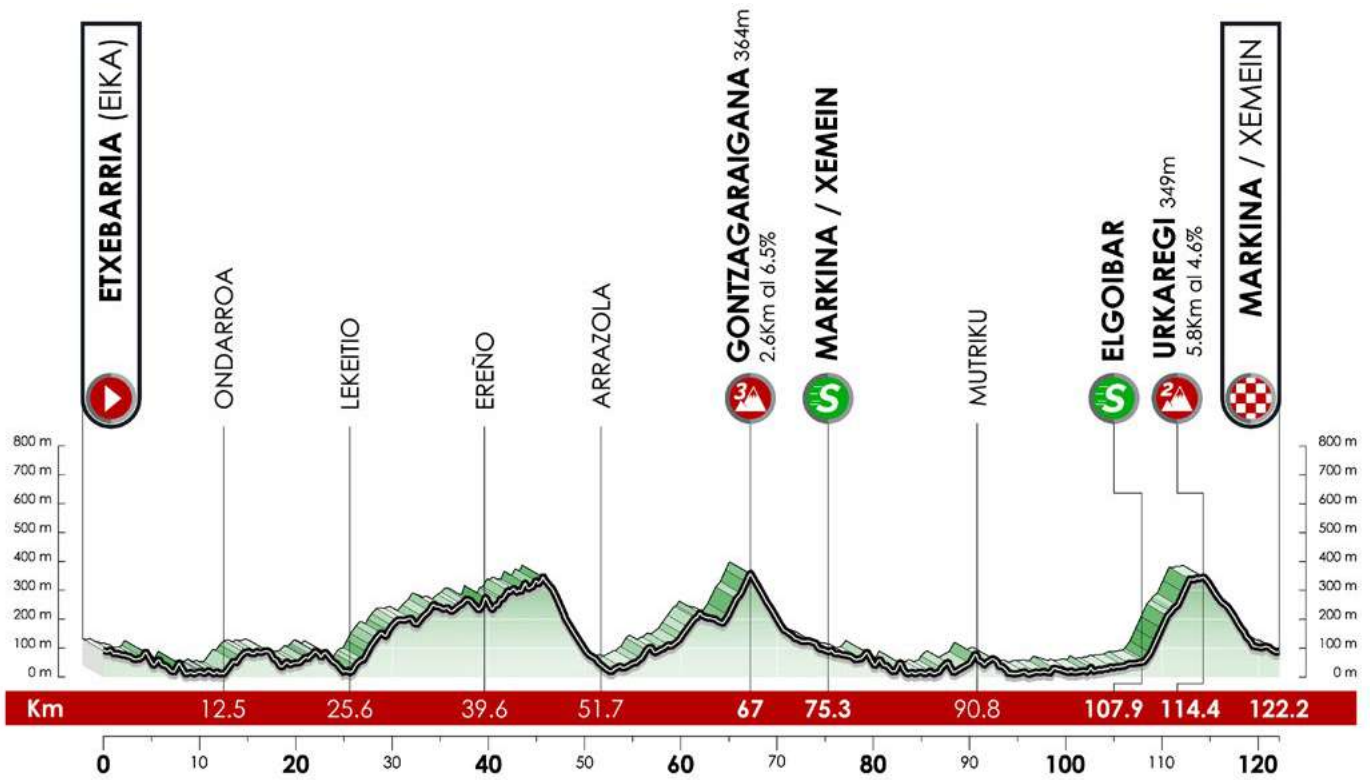 ETXEBARRIA (EIKA)
ONDARROA
LEKEITIO
EREÑO
ARRAZOLA
GONTZAGARAIGANA 364m
2.6Km al 6.5%
MARKINA / XEMEIN
MUTRIKU
ELGOIBAR
URKAREGI 349m
5.8Km al 4.6%
MARKINA / XEMEIN
3
S
S
2
800 m
700 m
600 m
500 m
400 m
300 m
200 m
100 m
0 m
800 m
700 m
600 m
500 m
400 m
300 m
200 m
100 m
0 m
Km 12.5 25.6 39.6 51.7 67 75.3 90.8 107.9 114.4 122.2
0 10 20 30 40 50 60 70 80 90 100 110 120